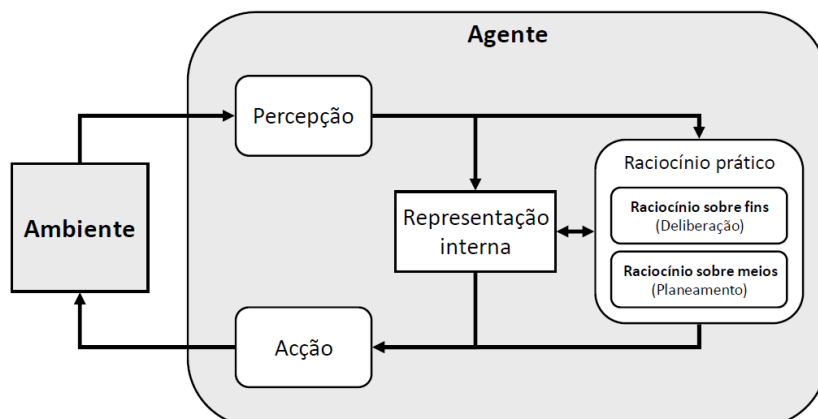 Agente
Percepção
Raciocínio prático
Raciocínio sobre fins
(Deliberação)
Representação
interna
Ambiente
Raciocínio sobre meios
(Planeamento)
Acção